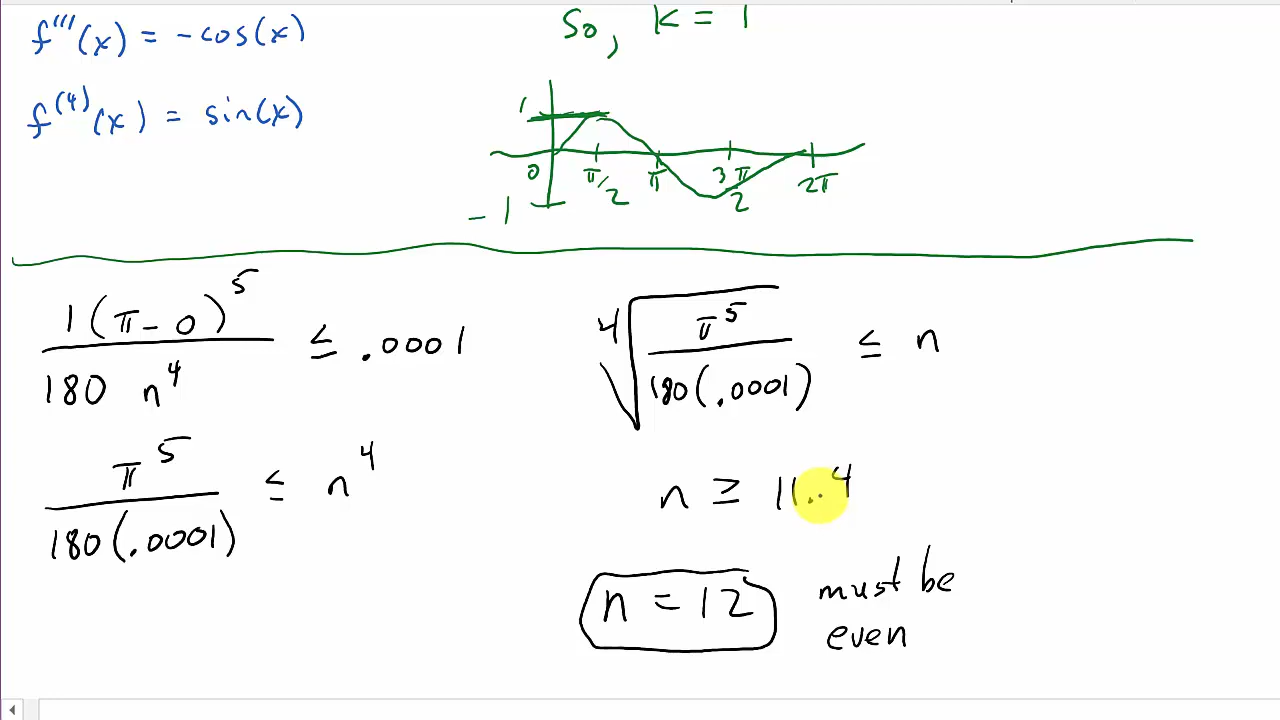 f'''(x) = -cos(x)
f⁽⁴⁾(x) = sin(x)
So, K = 1
1
0 π/2 π 3π/2 2π
-1
1(π-0)⁵ / 180 n⁴ ≤ .0001
π⁵ / 180(.0001) ≤ n⁴
⁴√(π⁵ / 180(.0001)) ≤ n
n ≥ 11..4
n = 12 must be
even